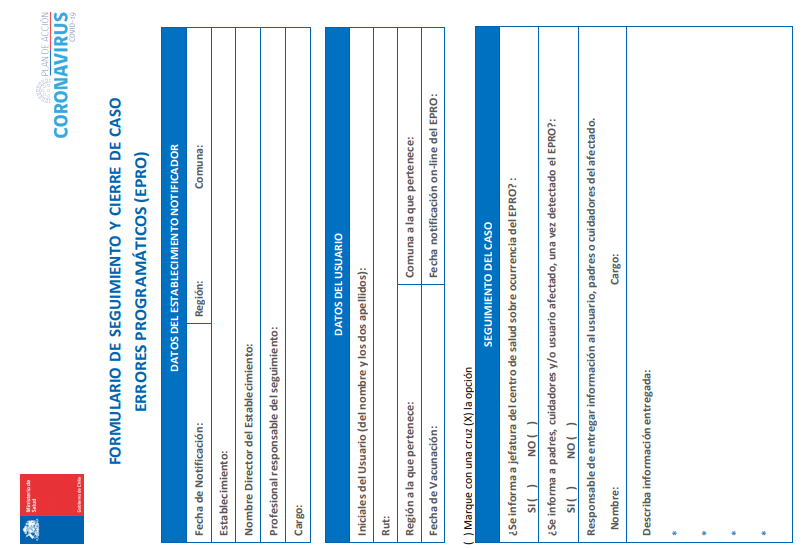 Ministerio de
Salud
Gobierno de Chile
PLAN DE ACCIÓN
CORONAVIRUS
COVID-19
FORMULARIO DE SEGUIMIENTO Y CIERRE DE CASO
ERRORES PROGRAMÁTICOS (EPRO)
DATOS DEL ESTABLECIMIENTO NOTIFICADOR
Fecha de Notificación: Región: Comuna:
Establecimiento:
Nombre Director del Establecimiento:
Profesional responsable del seguimiento:
Cargo:
DATOS DEL USUARIO
Iniciales del Usuario (del nombre y los dos apellidos):
Rut:
Región a la que pertenece: Comuna a la que pertenece:
Fecha de Vacunación: Fecha notificación on-line del EPRO:
( ) Marque con una cruz (X) la opción
SEGUIMIENTO DEL CASO
¿Se informa a jefatura del centro de salud sobre ocurrencia del EPRO? :
SI ( ) NO ( )
¿Se informa a padres, cuidadores y/o usuario afectado, una vez detectado el EPRO?:
SI ( ) NO ( )
Responsable de entregar información al usuario, padres o cuidadores del afectado.
Nombre: Cargo:
Describa información entregada:
*
*
*
*